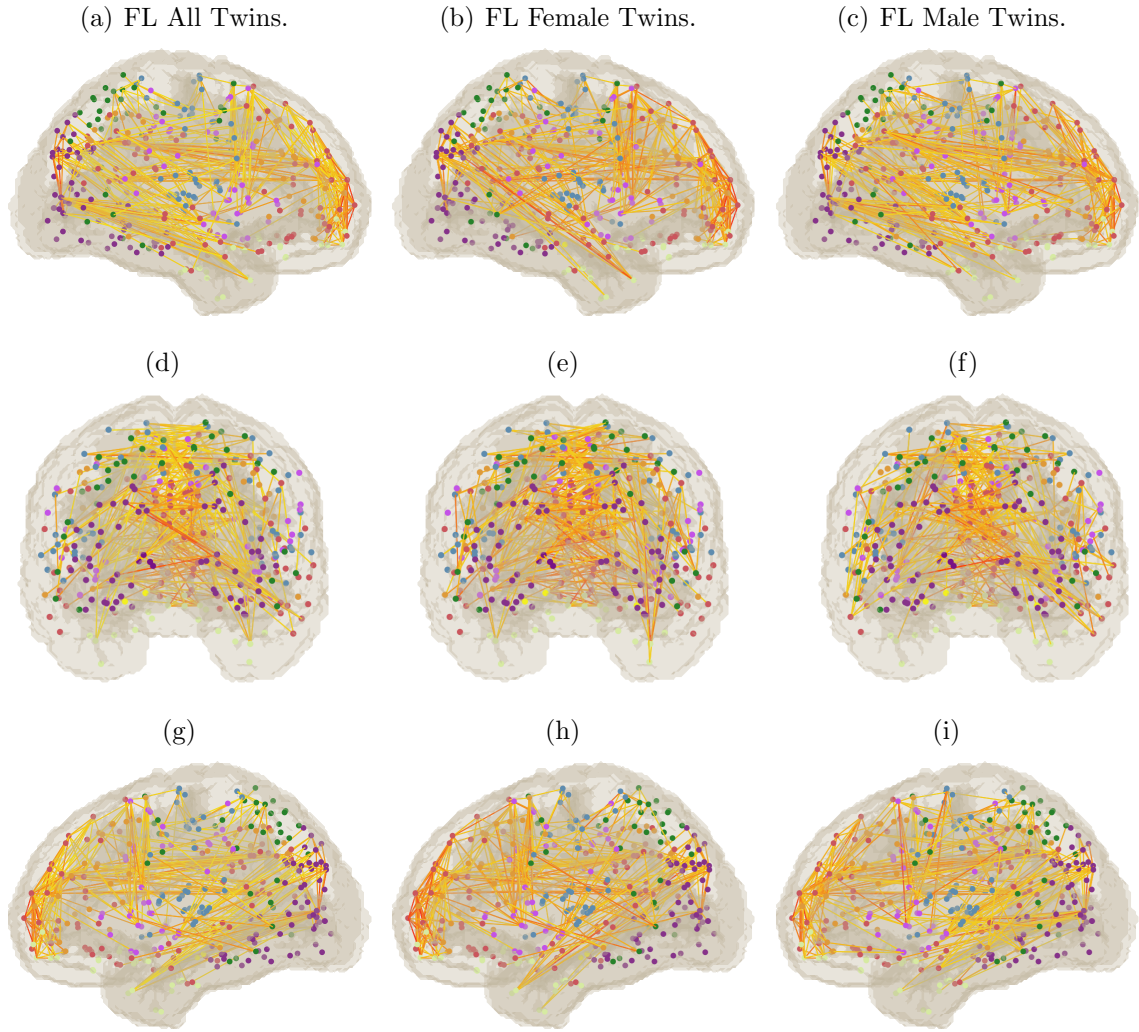 (a) FL All Twins.
(b) FL Female Twins.
(c) FL Male Twins.
(d)
(e)
(f)
(g)
(h)
(i)